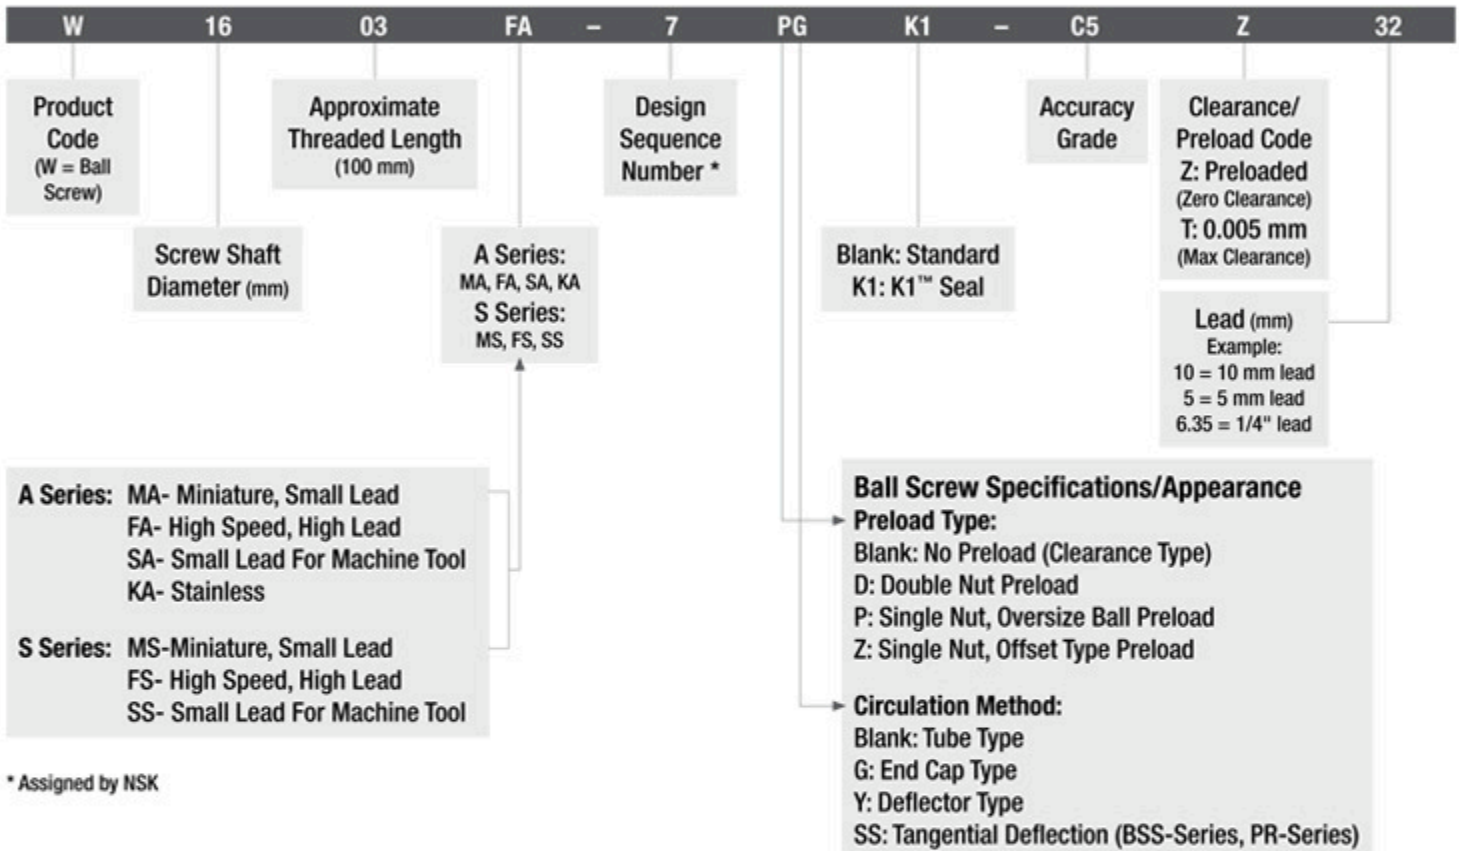 W 16 03 FA – 7 PG K1 – C5 Z 32
Product
Code
(W = Ball
Screw)
Screw Shaft
Diameter (mm)
Approximate
Threaded Length
(100 mm)
A Series:
MA, FA, SA, KA
S Series:
MS, FS, SS
Design
Sequence
Number *
Blank: Standard
K1: K1™ Seal
Accuracy
Grade
Clearance/
Preload Code
Z: Preloaded
(Zero Clearance)
T: 0.005 mm
(Max Clearance)
Lead (mm)
Example:
10 = 10 mm lead
5 = 5 mm lead
6.35 = 1/4" lead
A Series: MA- Miniature, Small Lead
FA- High Speed, High Lead
SA- Small Lead For Machine Tool
KA- Stainless
S Series: MS-Miniature, Small Lead
FS- High Speed, High Lead
SS- Small Lead For Machine Tool
* Assigned by NSK
Ball Screw Specifications/Appearance
Preload Type:
Blank: No Preload (Clearance Type)
D: Double Nut Preload
P: Single Nut, Oversize Ball Preload
Z: Single Nut, Offset Type Preload
Circulation Method:
Blank: Tube Type
G: End Cap Type
Y: Deflector Type
SS: Tangential Deflection (BSS-Series, PR-Series)